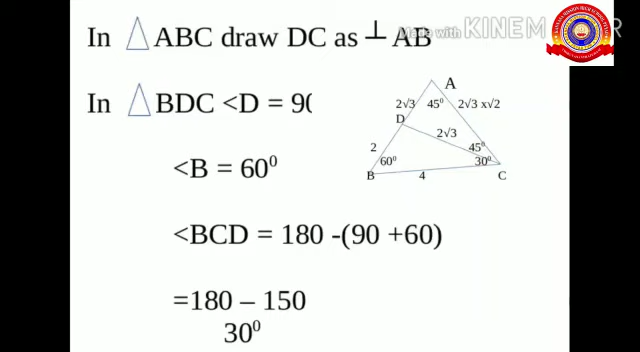 In △ ABC draw DC as ⊥ AB
Made with KINEM
In △ BDC <D = 90
<B = 60⁰
<BCD = 180 -(90 +60)
=180 – 150
30⁰
A
2√3 45⁰ 2√3 x√2
D
2√3
2
45⁰
60⁰ 30⁰
B 4 C